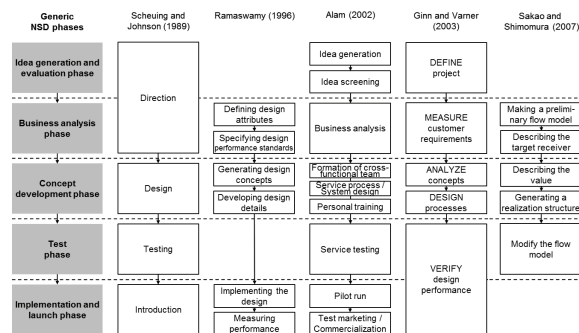 Generic
NSD phases
Scheuing and
Johnson (1989)
Ramaswamy (1996)
Alam (2002)
Ginn and Varner
(2003)
Sakao and
Shimomura (2007)
Idea generation and
evaluation phase
Business analysis
phase
Concept
development phase
Test
phase
Implementation and
launch phase
Direction
Design
Testing
Introduction
Defining design
attributes
Specifying design
performance standards
Generating design
concepts
Developing design
details
Implementing the
design
Measuring
performance
Idea generation
Idea screening
Business analysis
Formation of cross-
functional team
Service process /
System design
Personal training
Service testing
Pilot run
Test marketing /
Commercialization
DEFINE
project
MEASURE
customer
requirements
ANALYZE
concepts
DESIGN
processes
VERIFY
design
performance
Making a prelimi-
nary flow model
Describing the
target receiver
Describing the
value
Generating a
realization structure
Modify the flow
model